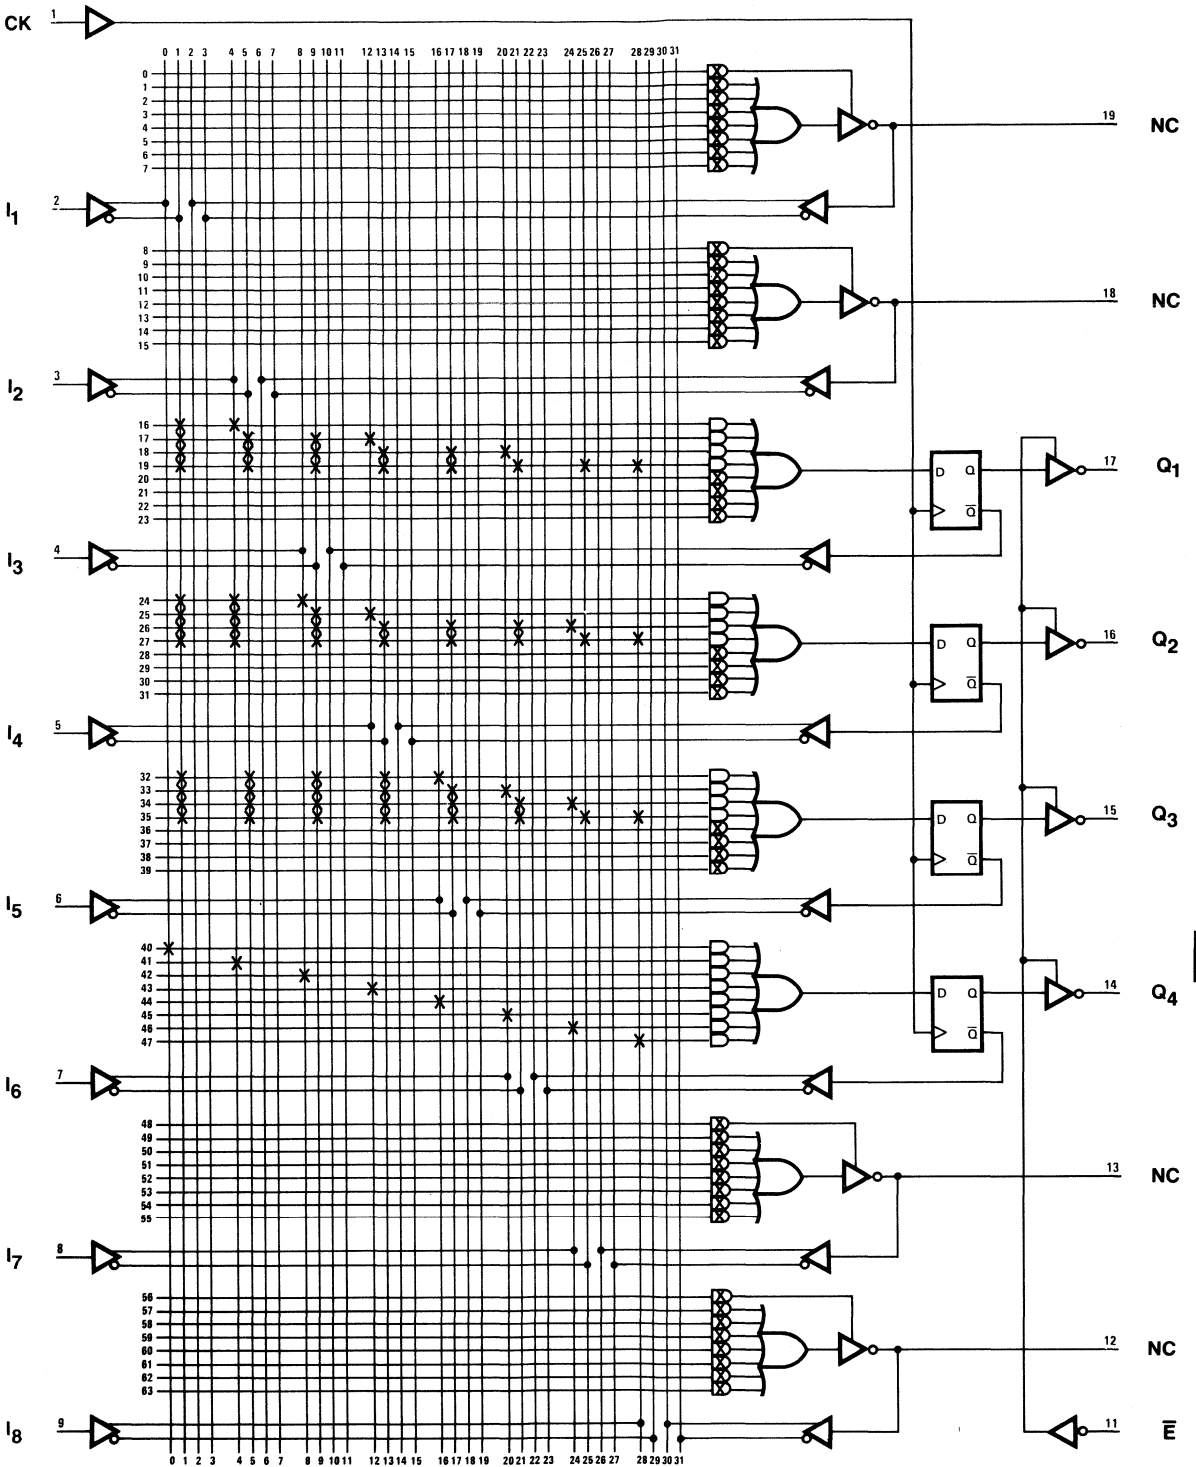 CK 1
0 1 2 3 4 5 6 7 8 9 10 11 12 13 14 15 16 17 18 19 20 21 22 23 24 25 26 27 28 29 30 31
0
1
2
3
4
5
6
7
19 NC
I1 2
8
9
10
11
12
13
14
15
18 NC
I2 3
16
17
18
19
20
21
22
23
D Q
Q̅
17 Q1
I3 4
24
25
26
27
28
29
30
31
D Q
Q̅
16 Q2
I4 5
32
33
34
35
36
37
38
39
D Q
Q̅
15 Q3
I5 6
40
41
42
43
44
45
46
47
D Q
Q̅
14 Q4
I6 7
48
49
50
51
52
53
54
55
13 NC
I7 8
56
57
58
59
60
61
62
63
12 NC
I8 9
11 E̅
0 1 2 3 4 5 6 7 8 9 10 11 12 13 14 15 16 17 18 19 20 21 22 23 24 25 26 27 28 29 30 31